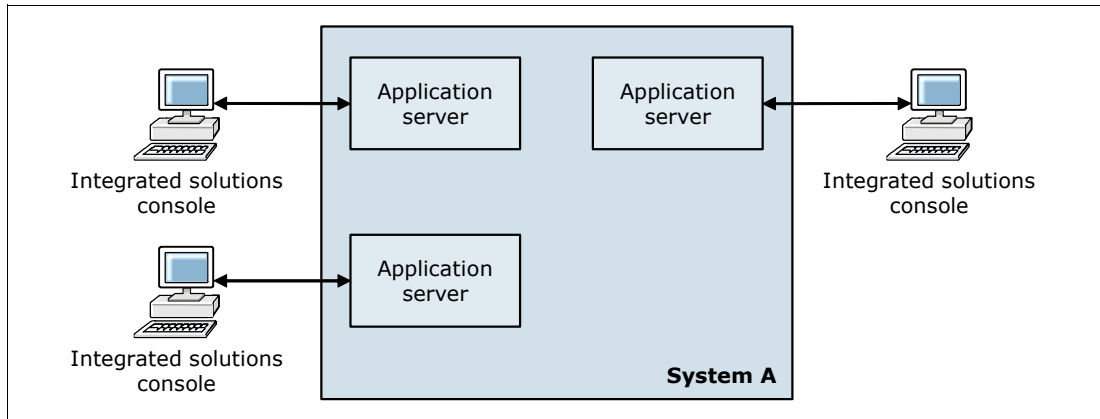 Application
server
Application
server
Integrated solutions
console
Integrated solutions
console
Application
server
Integrated solutions
console
System A